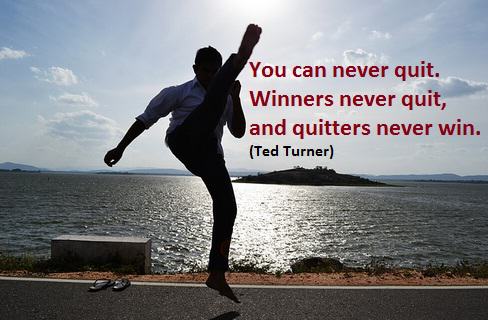 You can never quit.
Winners never quit,
and quitters never win.
(Ted Turner)